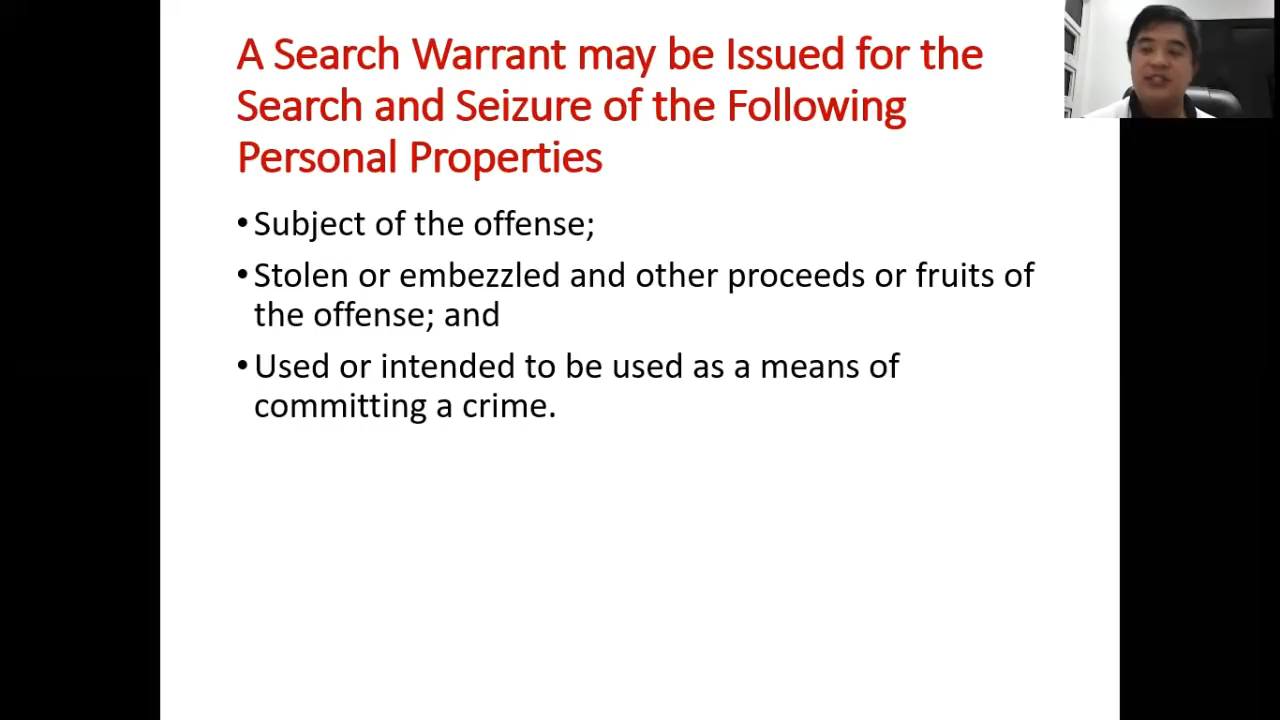 A Search Warrant may be Issued for the
Search and Seizure of the Following
Personal Properties
•Subject of the offense;
•Stolen or embezzled and other proceeds or fruits of
the offense; and
•Used or intended to be used as a means of
committing a crime.